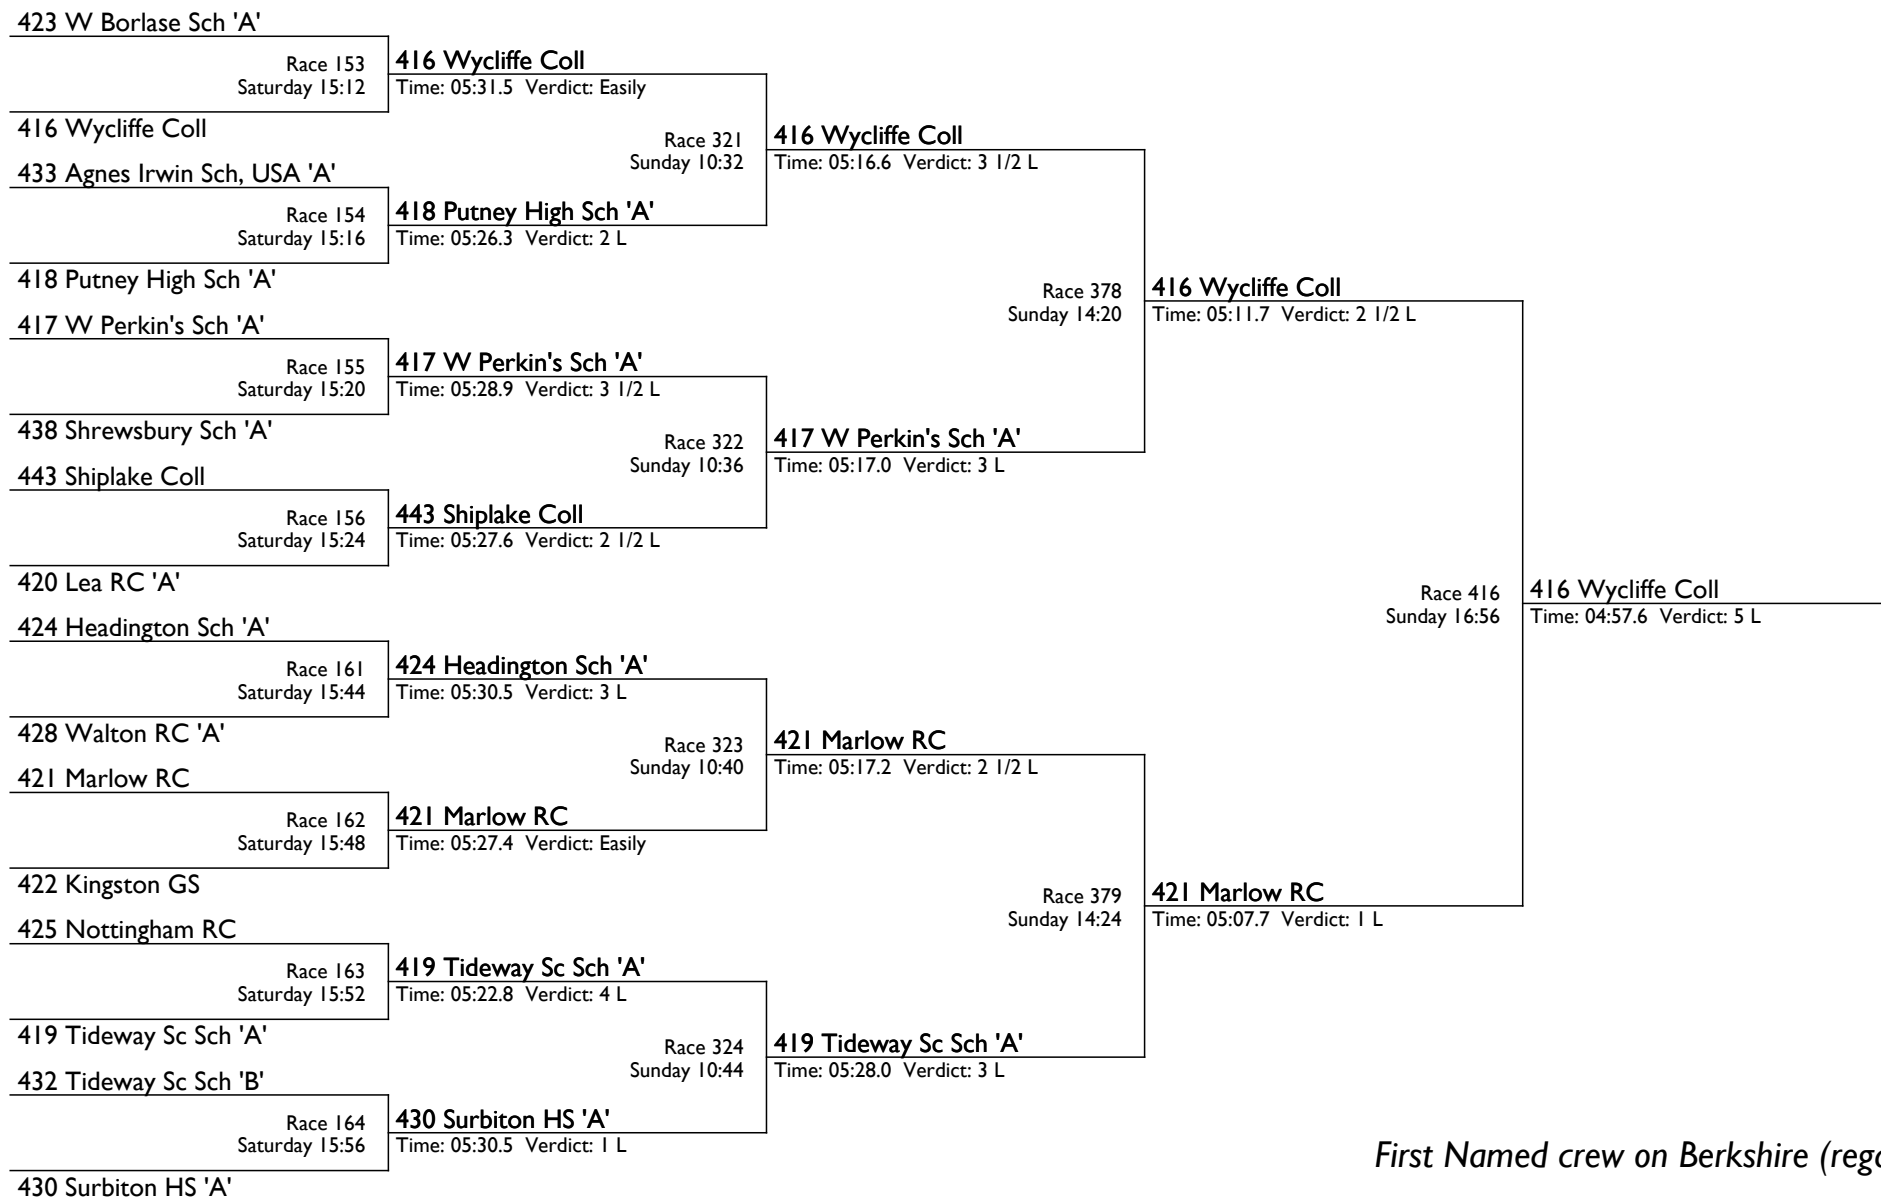 423 W Borlase Sch 'A'
Race 153
Saturday 15:12
416 Wycliffe Coll
Time: 05:31.5 Verdict: Easily
416 Wycliffe Coll
Race 321
Sunday 10:32
416 Wycliffe Coll
Time: 05:16.6 Verdict: 3 1/2 L
433 Agnes Irwin Sch, USA 'A'
Race 154
Saturday 15:16
418 Putney High Sch 'A'
Time: 05:26.3 Verdict: 2 L
418 Putney High Sch 'A'
Race 378
Sunday 14:20
416 Wycliffe Coll
Time: 05:11.7 Verdict: 2 1/2 L
417 W Perkin's Sch 'A'
Race 155
Saturday 15:20
417 W Perkin's Sch 'A'
Time: 05:28.9 Verdict: 3 1/2 L
438 Shrewsbury Sch 'A'
Race 322
Sunday 10:36
417 W Perkin's Sch 'A'
Time: 05:17.0 Verdict: 3 L
443 Shiplake Coll
Race 156
Saturday 15:24
443 Shiplake Coll
Time: 05:27.6 Verdict: 2 1/2 L
420 Lea RC 'A'
Race 416
Sunday 16:56
416 Wycliffe Coll
Time: 04:57.6 Verdict: 5 L
424 Headington Sch 'A'
Race 161
Saturday 15:44
424 Headington Sch 'A'
Time: 05:30.5 Verdict: 3 L
428 Walton RC 'A'
Race 323
Sunday 10:40
421 Marlow RC
Time: 05:17.2 Verdict: 2 1/2 L
421 Marlow RC
Race 162
Saturday 15:48
421 Marlow RC
Time: 05:27.4 Verdict: Easily
422 Kingston GS
Race 379
Sunday 14:24
421 Marlow RC
Time: 05:07.7 Verdict: 1 L
425 Nottingham RC
Race 163
Saturday 15:52
419 Tideway Sc Sch 'A'
Time: 05:22.8 Verdict: 4 L
419 Tideway Sc Sch 'A'
Race 324
Sunday 10:44
419 Tideway Sc Sch 'A'
Time: 05:28.0 Verdict: 3 L
432 Tideway Sc Sch 'B'
Race 164
Saturday 15:56
430 Surbiton HS 'A'
Time: 05:30.5 Verdict: 1 L
430 Surbiton HS 'A'
First Named crew on Berkshire